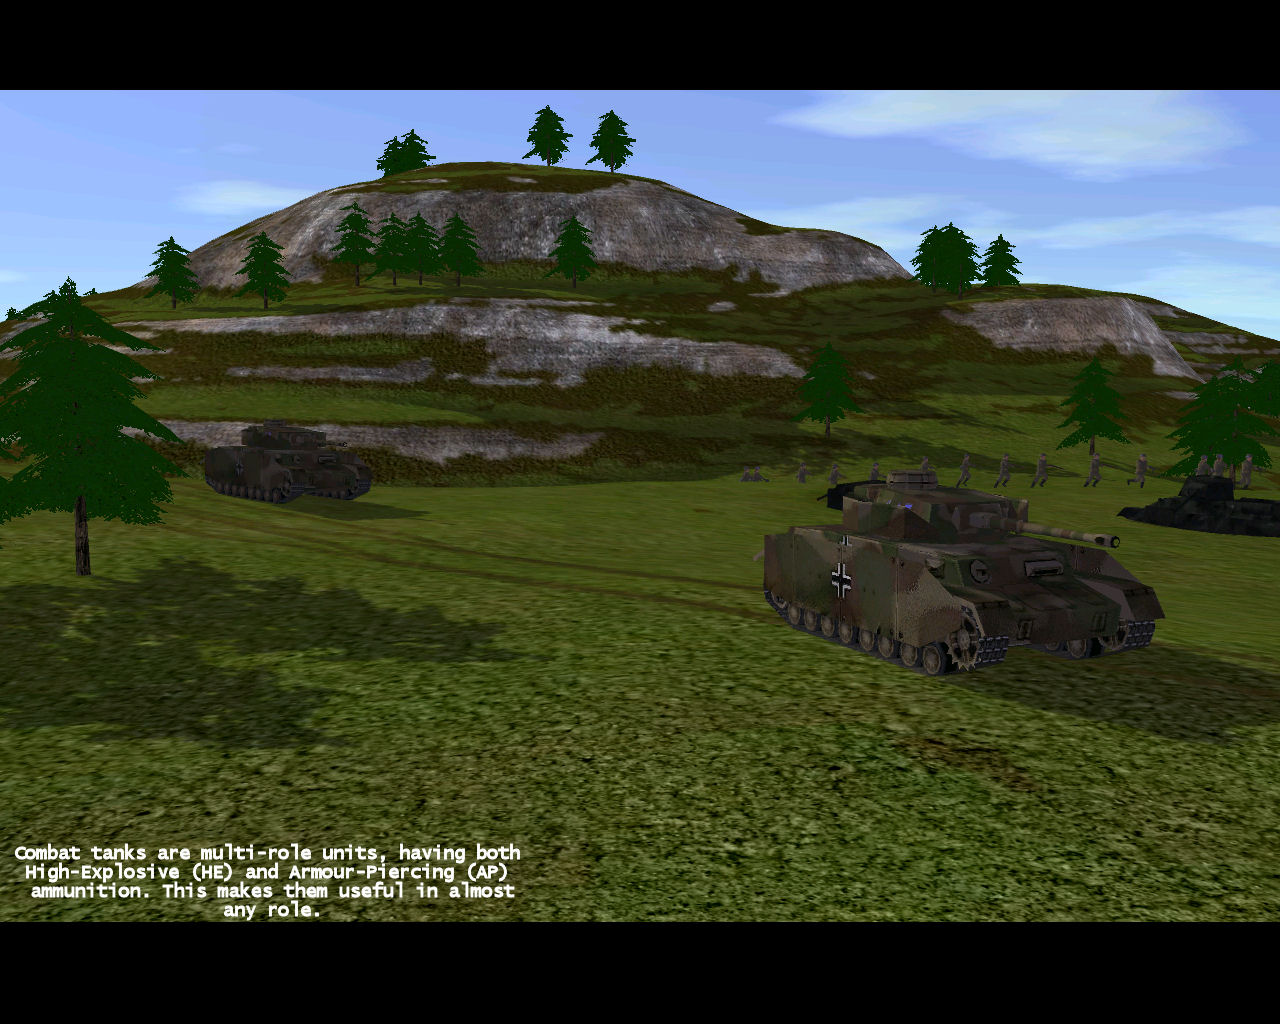 Combat tanks are multi-role units, having both
High-Explosive (HE) and Armour-Piercing (AP)
ammunition. This makes them useful in almost
any role.